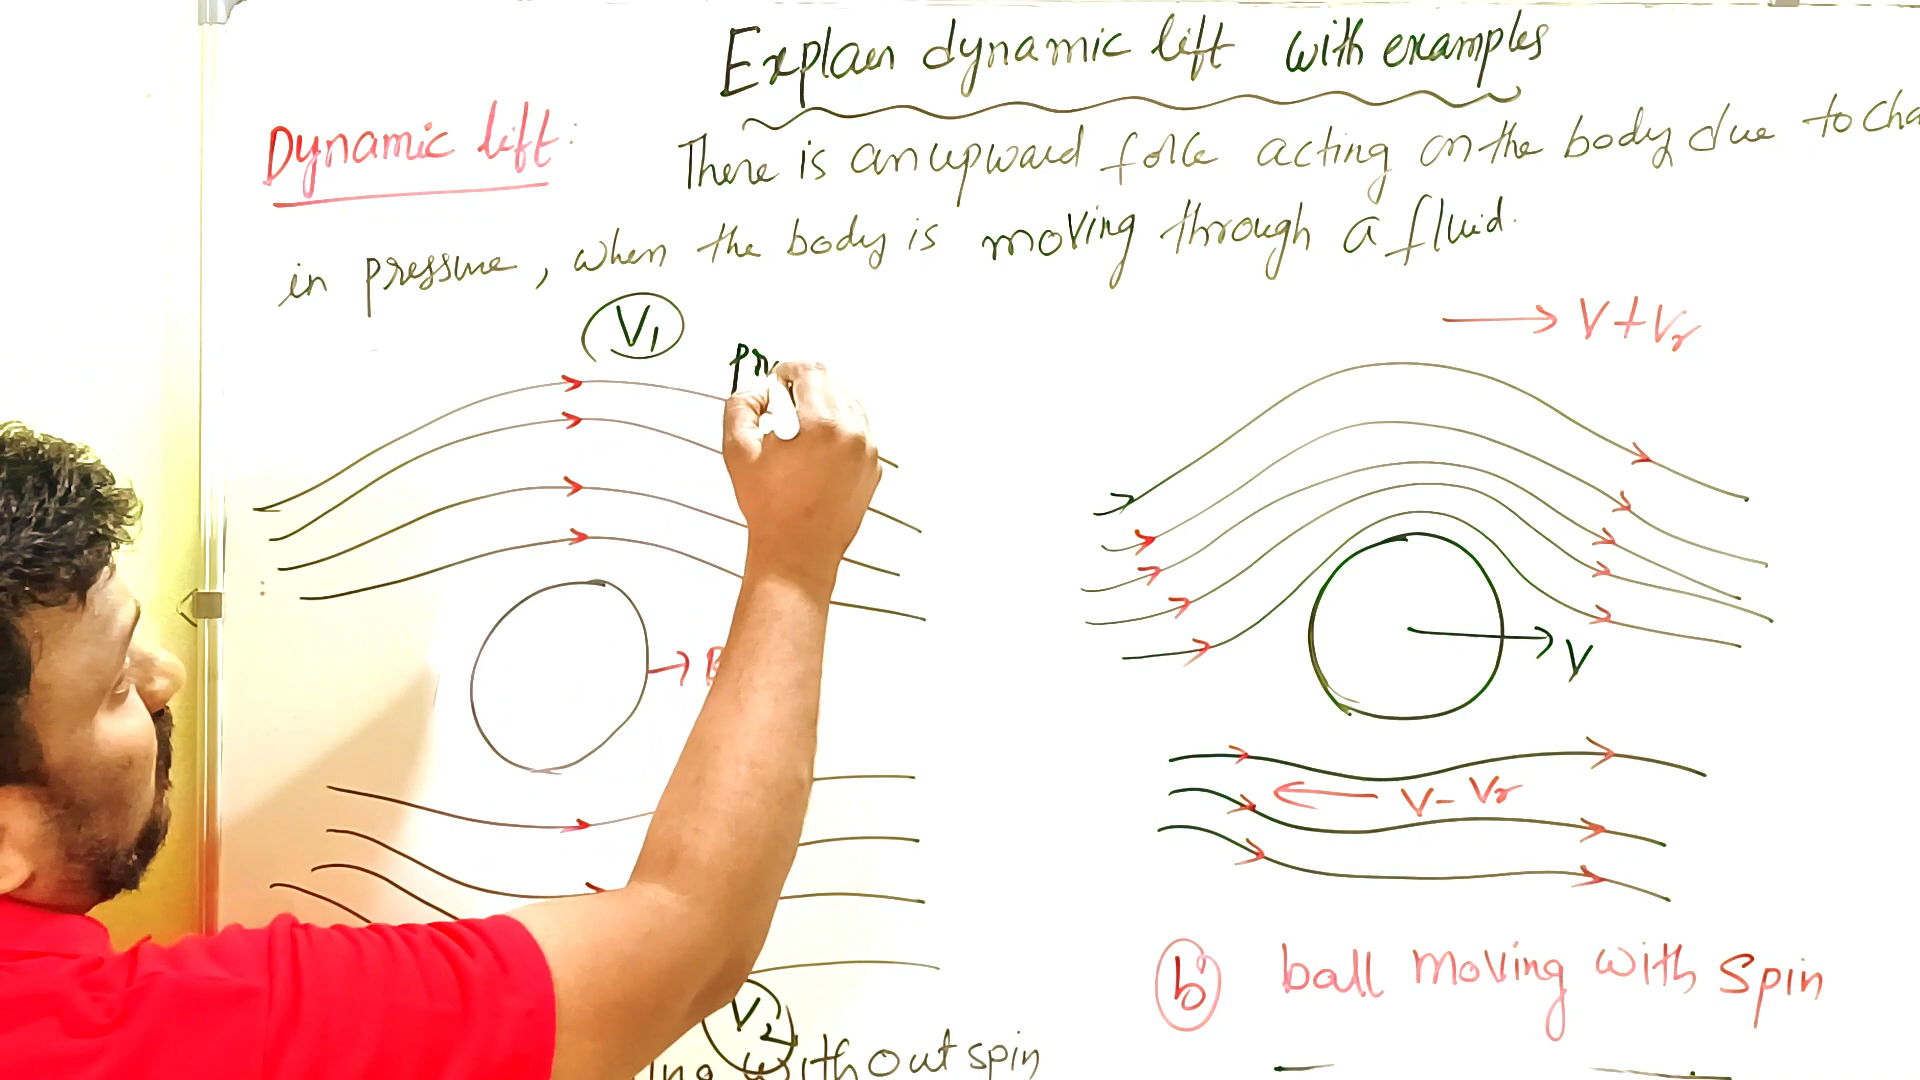 Explain dynamic lift with examples
Dynamic lift: There is an upward force acting on the body due to cha
in pressure, when the body is moving through a fluid.
V1
pr
V + Vr
V
V - Vr
b ball moving with spin
V2
ing without spin